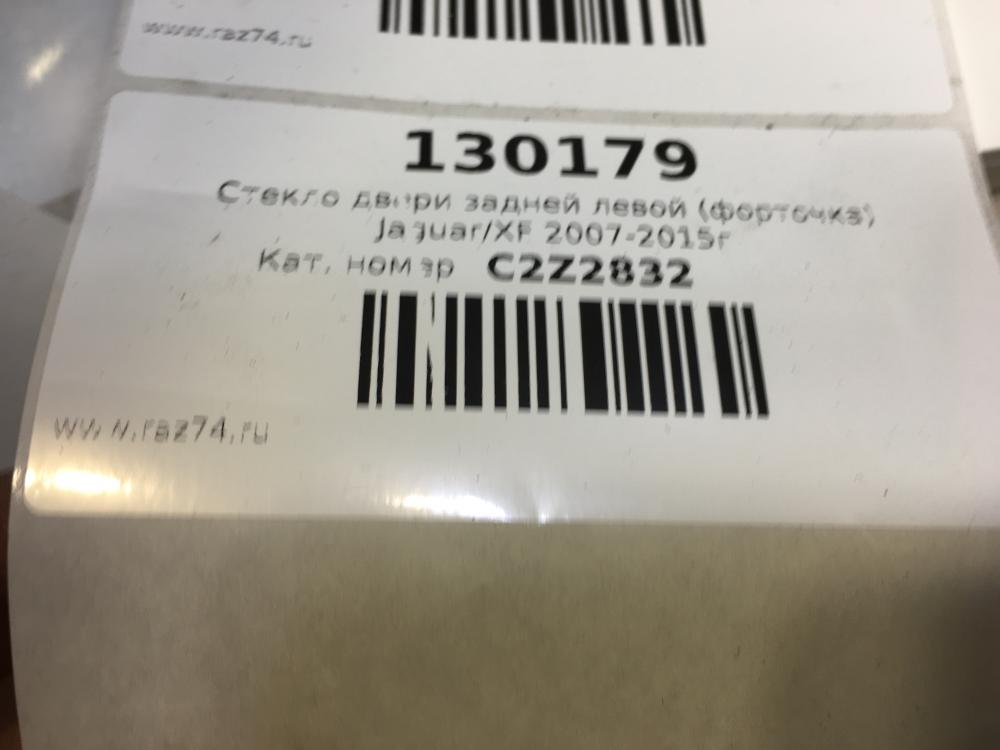 www.raz74.ru
130179
Стекло двери задней левой (форточка)
Jaguar/XF 2007-2015г
Кат. номер C2Z2832
www.raz74.ru